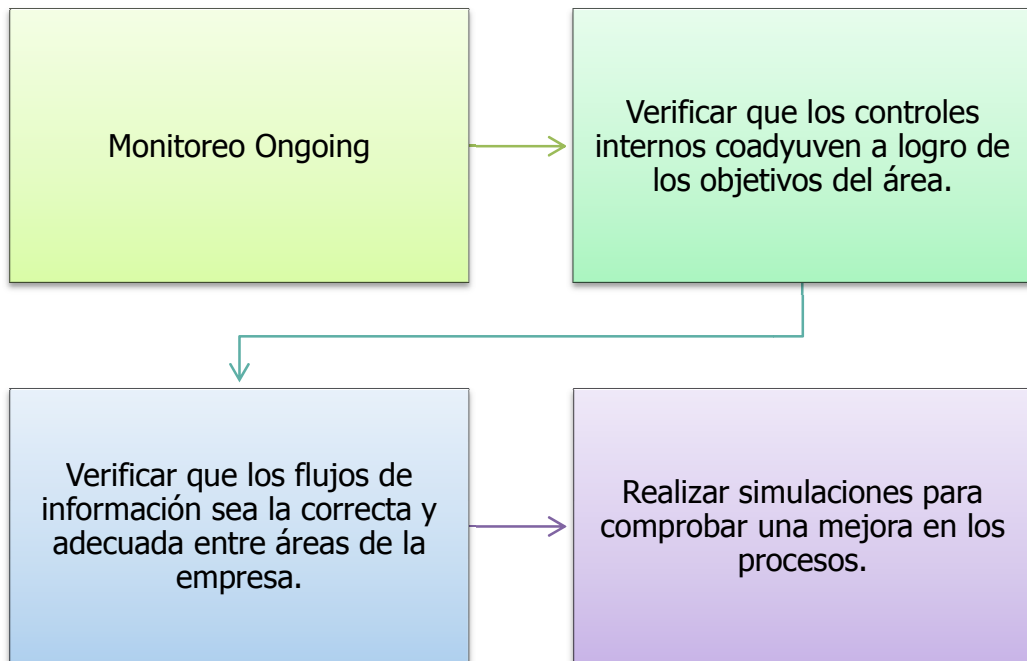 Monitoreo Ongoing
Verificar que los controles
internos coadyuven a logro de
los objetivos del área.
Verificar que los flujos de
información sea la correcta y
adecuada entre áreas de la
empresa.
Realizar simulaciones para
comprobar una mejora en los
procesos.